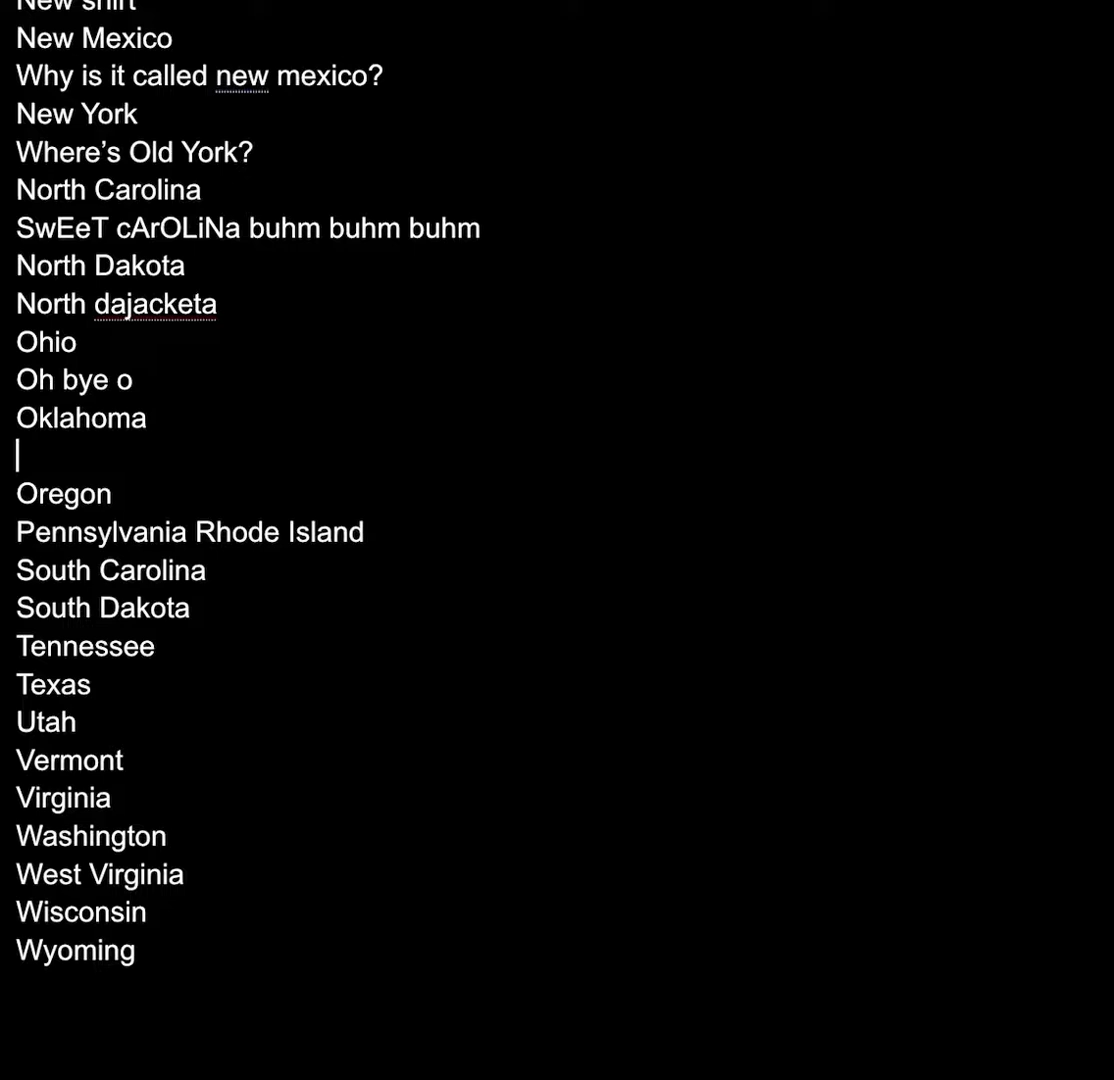 New shirt
New Mexico
Why is it called new mexico?
New York
Where’s Old York?
North Carolina
SwEeT cArOLiNa buhm buhm buhm
North Dakota
North dajacketa
Ohio
Oh bye o
Oklahoma
Oregon
Pennsylvania Rhode Island
South Carolina
South Dakota
Tennessee
Texas
Utah
Vermont
Virginia
Washington
West Virginia
Wisconsin
Wyoming